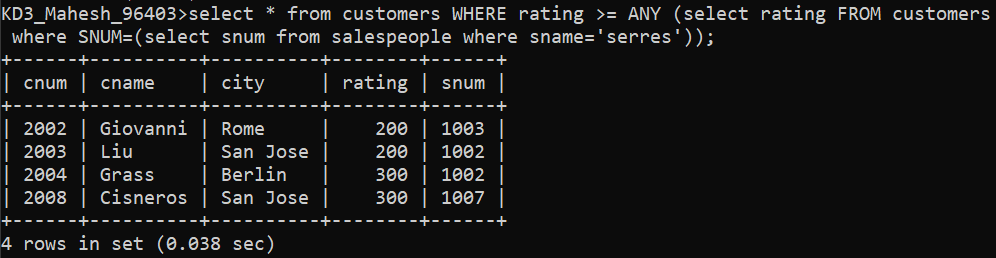 KD3_Mahesh_96403>select * from customers WHERE rating >= ANY (select rating FROM customers
 where SNUM=(select snum from salespeople where sname='serres'));
+------+----------+----------+--------+------+
| cnum | cname    | city     | rating | snum |
+------+----------+----------+--------+------+
| 2002 | Giovanni | Rome     |    200 | 1003 |
| 2003 | Liu      | San Jose |    200 | 1002 |
| 2004 | Grass    | Berlin   |    300 | 1002 |
| 2008 | Cisneros | San Jose |    300 | 1007 |
+------+----------+----------+--------+------+
4 rows in set (0.038 sec)